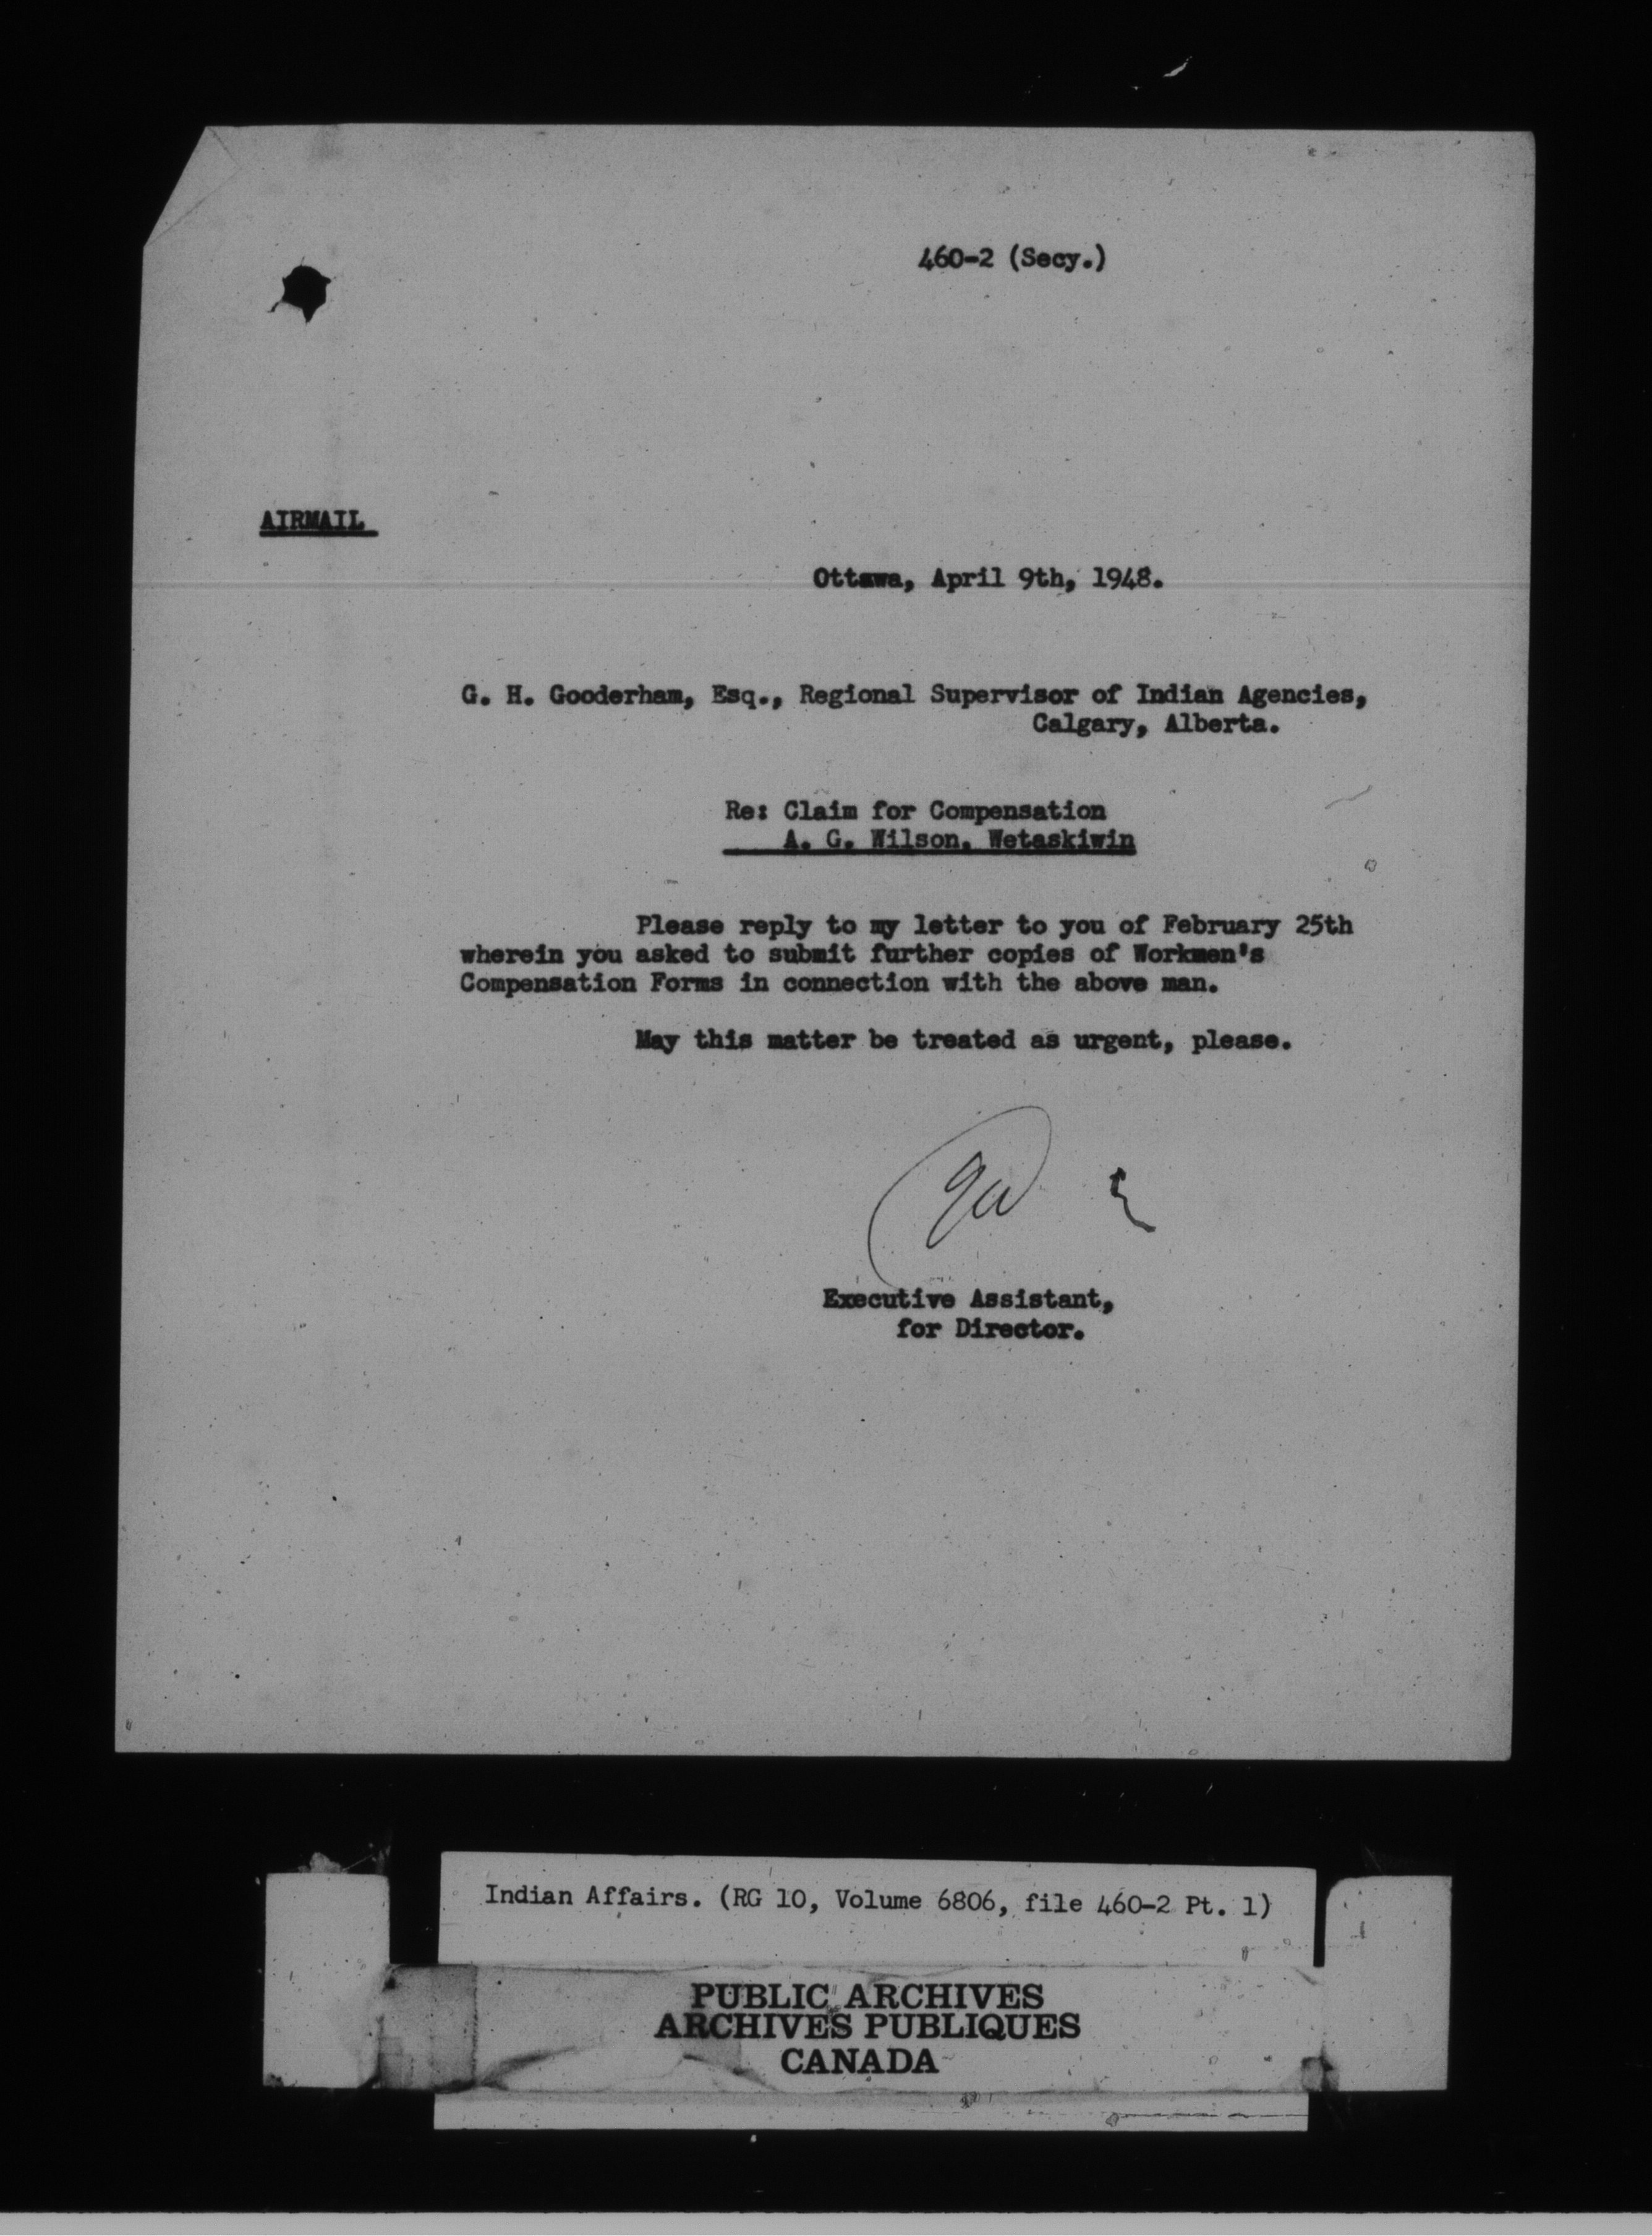 460-2 (Secy.)
AIRMAIL
Ottawa, April 9th, 1948.
G. H. Gooderham, Esq., Regional Supervisor of Indian Agencies,
Calgary, Alberta.
Re: Claim for Compensation
A. G. Wilson. Wetaskiwin
Please reply to my letter to you of February 25th
wherein you asked to submit further copies of Workmen's
Compensation Forms in connection with the above man.
May this matter be treated as urgent, please.
Executive Assistant,
for Director.
Indian Affairs. (RG 10, Volume 6806, file 460-2 Pt. 1)
PUBLIC ARCHIVES
ARCHIVES PUBLIQUES
CANADA